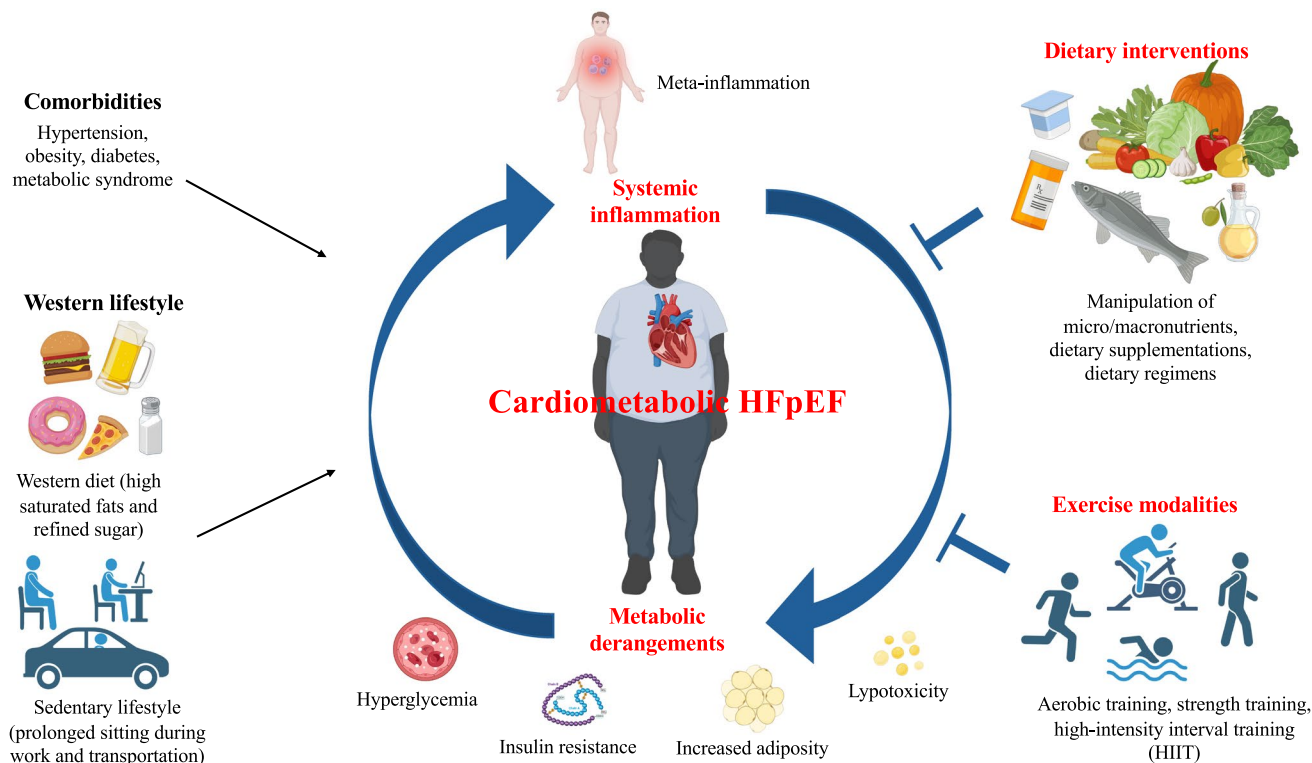 Comorbidities
Hypertension,
obesity, diabetes,
metabolic syndrome
Western lifestyle
Western diet (high
saturated fats and
refined sugar)
Sedentary lifestyle
(prolonged sitting during
work and transportation)
Meta-inflammation
Systemic
inflammation
Cardiometabolic HFpEF
Metabolic
derangements
Hyperglycemia
Insulin resistance
Increased adiposity
Lypotoxicity
Dietary interventions
Rx
Manipulation of
micro/macronutrients,
dietary supplementations,
dietary regimens
Exercise modalities
Aerobic training, strength training,
high-intensity interval training
(HIIT)